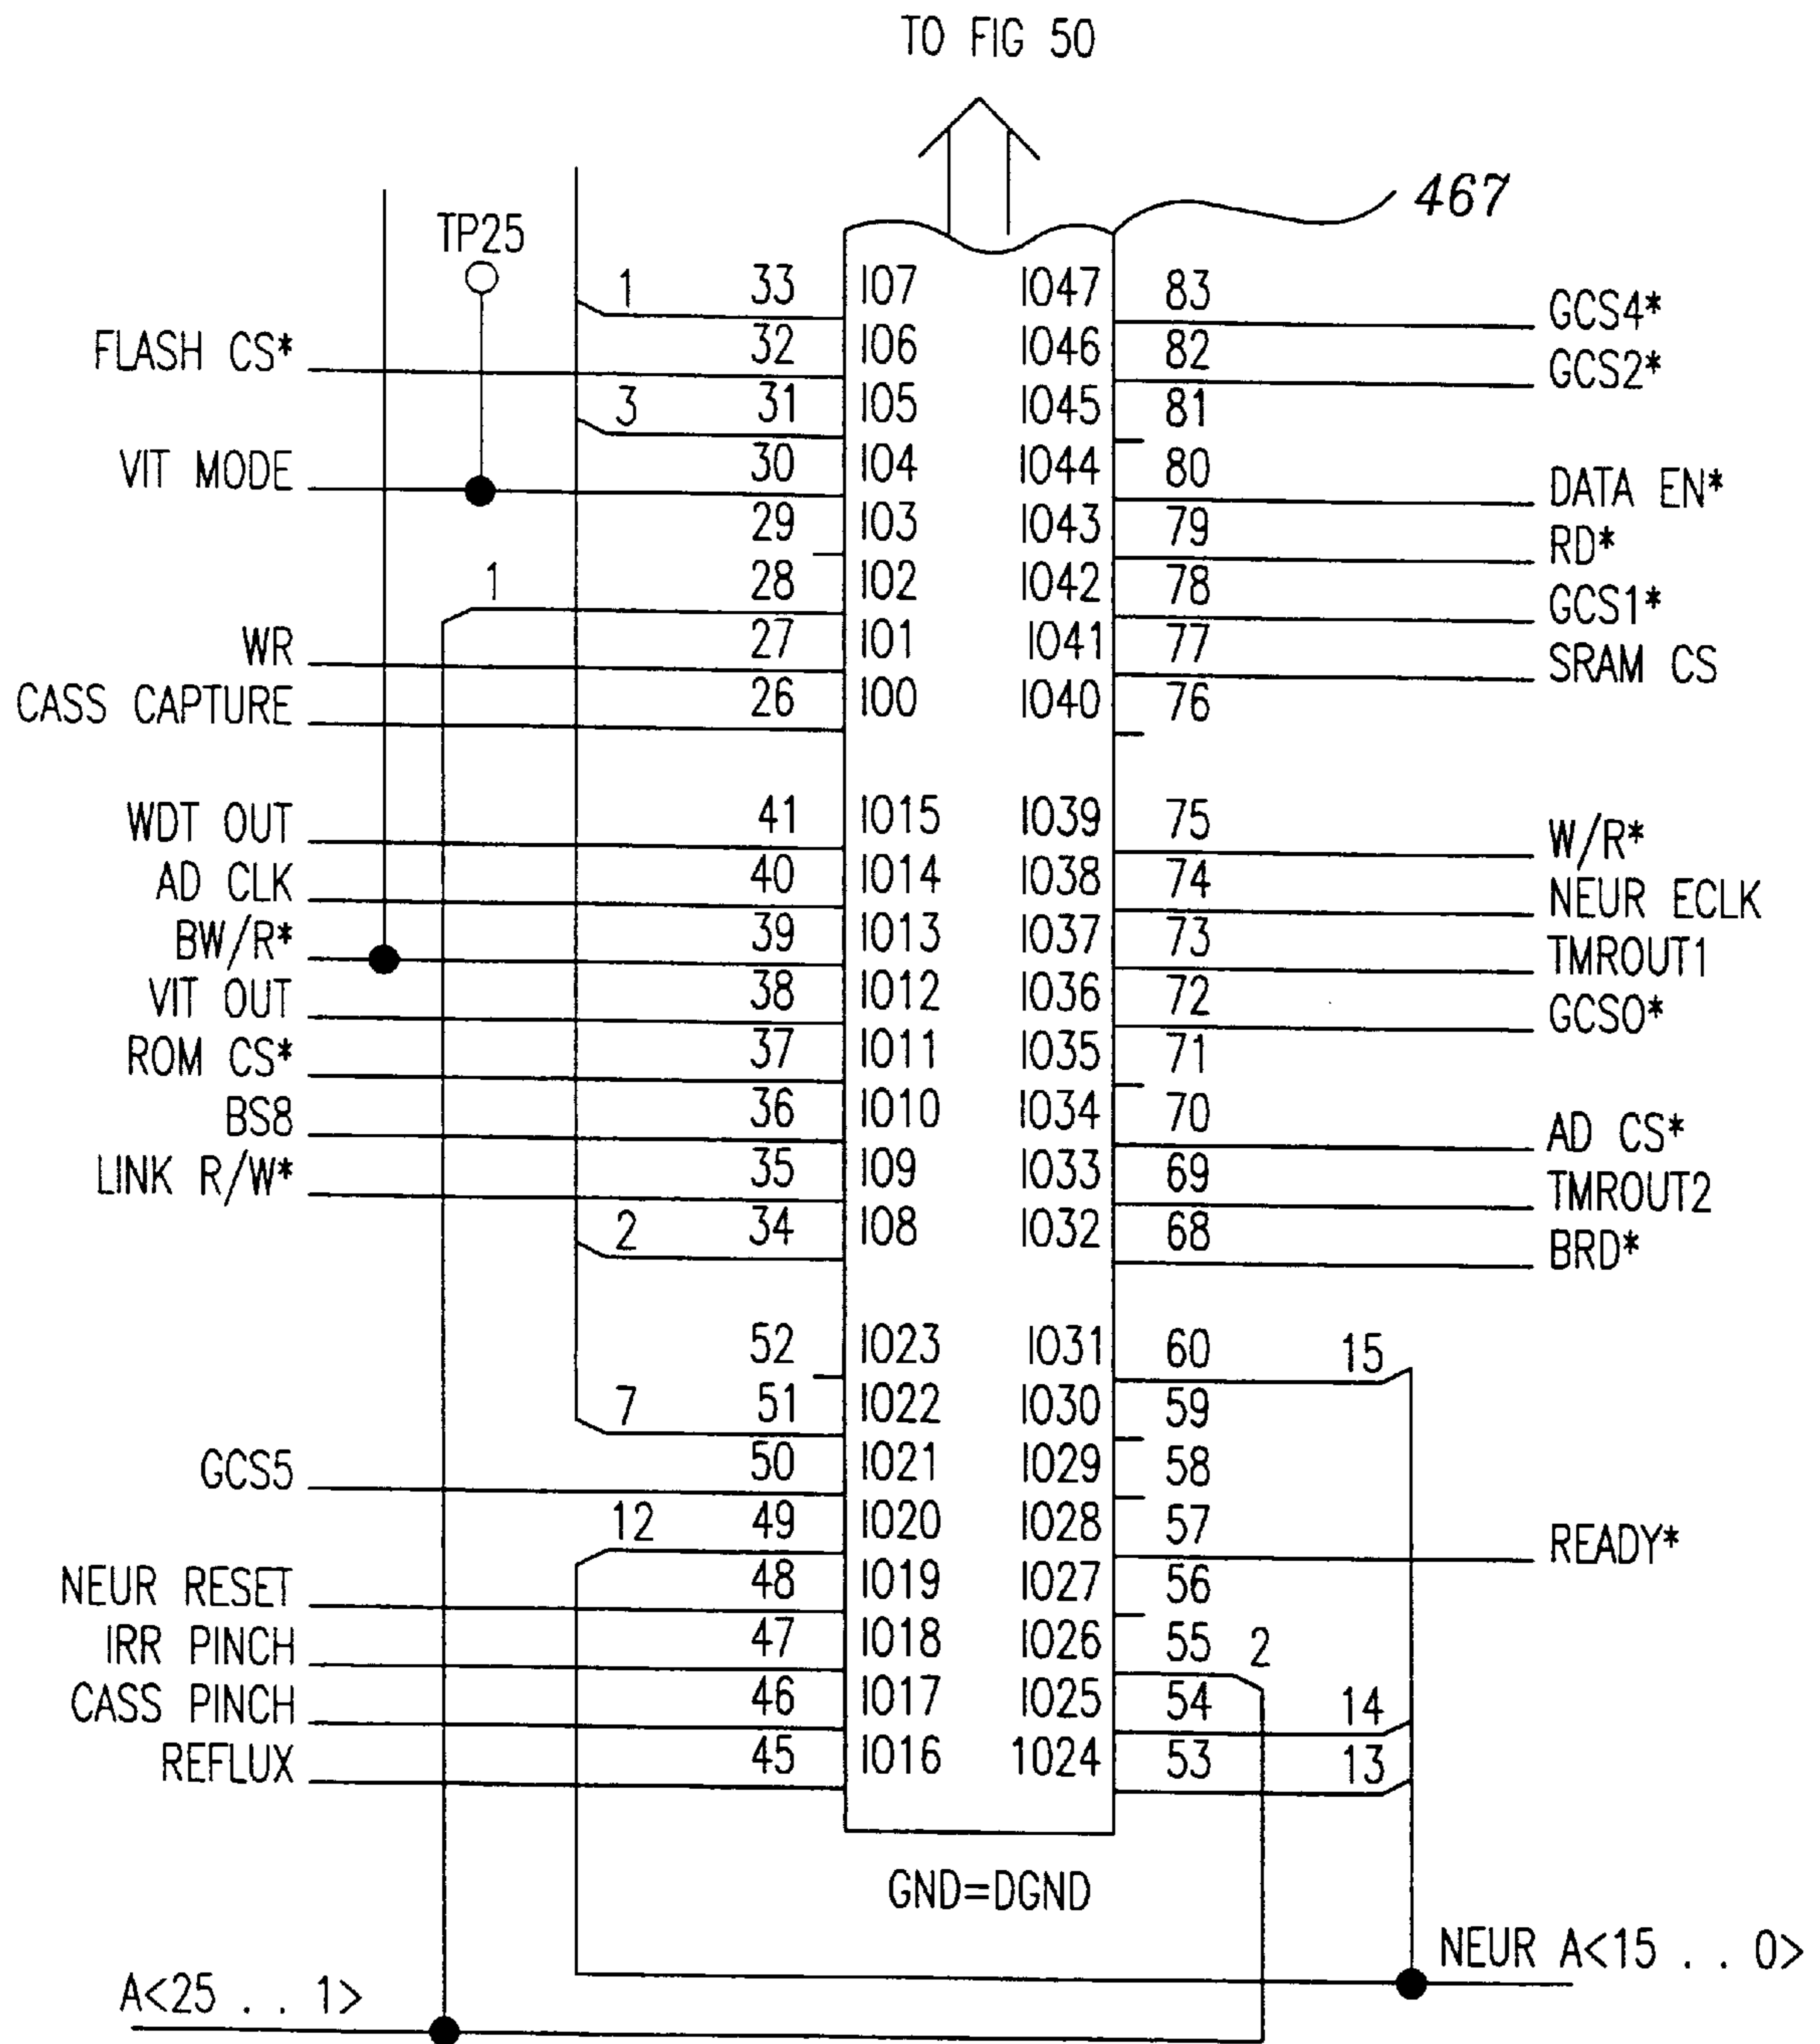 TO FIG 50
467
TP25
1 33 IO7 IO47 83 GCS4*
FLASH CS* 32 IO6 IO46 82 GCS2*
3 31 IO5 IO45 81
VIT MODE 30 IO4 IO44 80 DATA EN*
29 IO3 IO43 79 RD*
1 28 IO2 IO42 78 GCS1*
WR 27 IO1 IO41 77 SRAM CS
CASS CAPTURE 26 IO0 IO40 76
WDT OUT 41 IO15 IO39 75 W/R*
AD CLK 40 IO14 IO38 74 NEUR ECLK
BW/R* 39 IO13 IO37 73 TMROUT1
VIT OUT 38 IO12 IO36 72 GCS0*
ROM CS* 37 IO11 IO35 71
BS8 36 IO10 IO34 70 AD CS*
LINK R/W* 35 IO9 IO33 69 TMROUT2
2 34 IO8 IO32 68 BRD*
52 IO23 IO31 60 15
7 51 IO22 IO30 59
GCS5 50 IO21 IO29 58
12 49 IO20 IO28 57 READY*
NEUR RESET 48 IO19 IO27 56
IRR PINCH 47 IO18 IO26 55 2
CASS PINCH 46 IO17 IO25 54 14
REFLUX 45 IO16 1024 53 13
GND=DGND
NEUR A<15 . . 0>
A<25 . . 1>